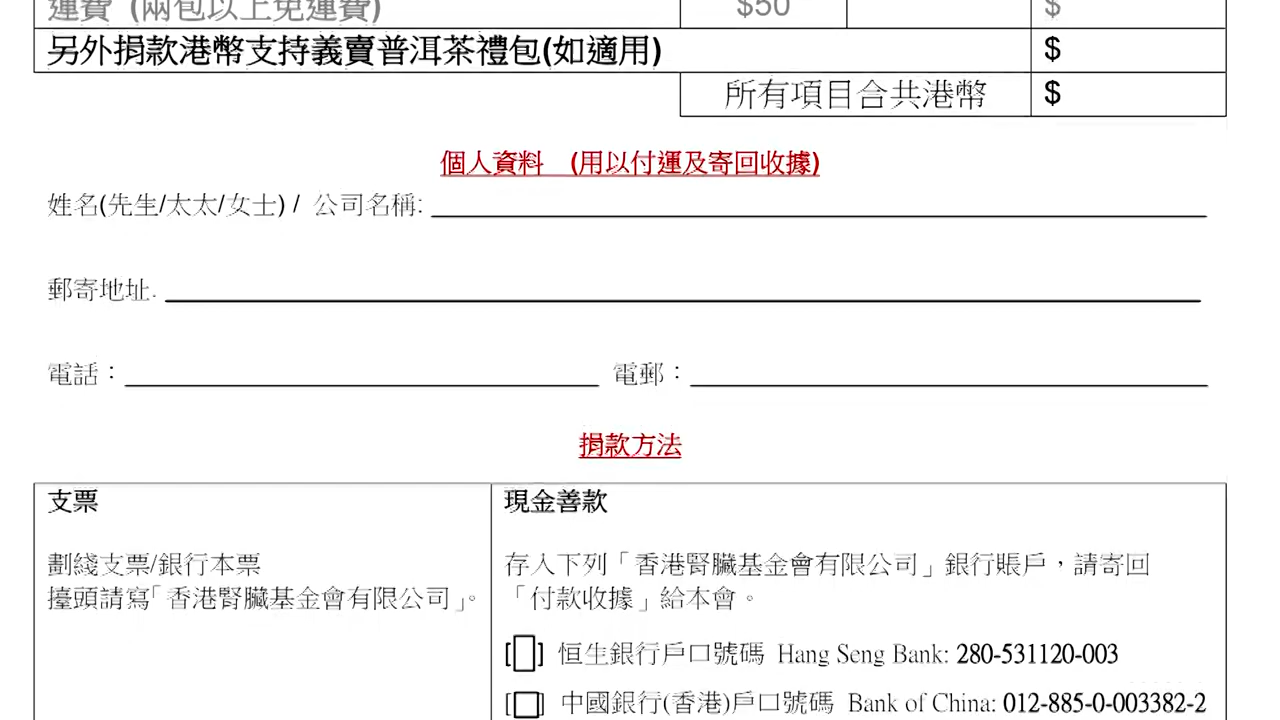 運費 (兩包以上免運費) $50 $
另外捐款港幣支持義賣普洱茶禮包(如適用) $
所有項目合共港幣 $
個人資料 (用以付運及寄回收據)
姓名(先生/太太/女士) / 公司名稱:
郵寄地址.
電話： 電郵：
捐款方法
支票
劃綫支票/銀行本票
擡頭請寫「香港腎臟基金會有限公司」。
現金善款
存入下列「香港腎臟基金會有限公司」銀行賬戶，請寄回
「付款收據」給本會。
[ ] 恒生銀行戶口號碼 Hang Seng Bank: 280-531120-003
[ ] 中國銀行(香港)戶口號碼 Bank of China: 012-885-0-003382-2